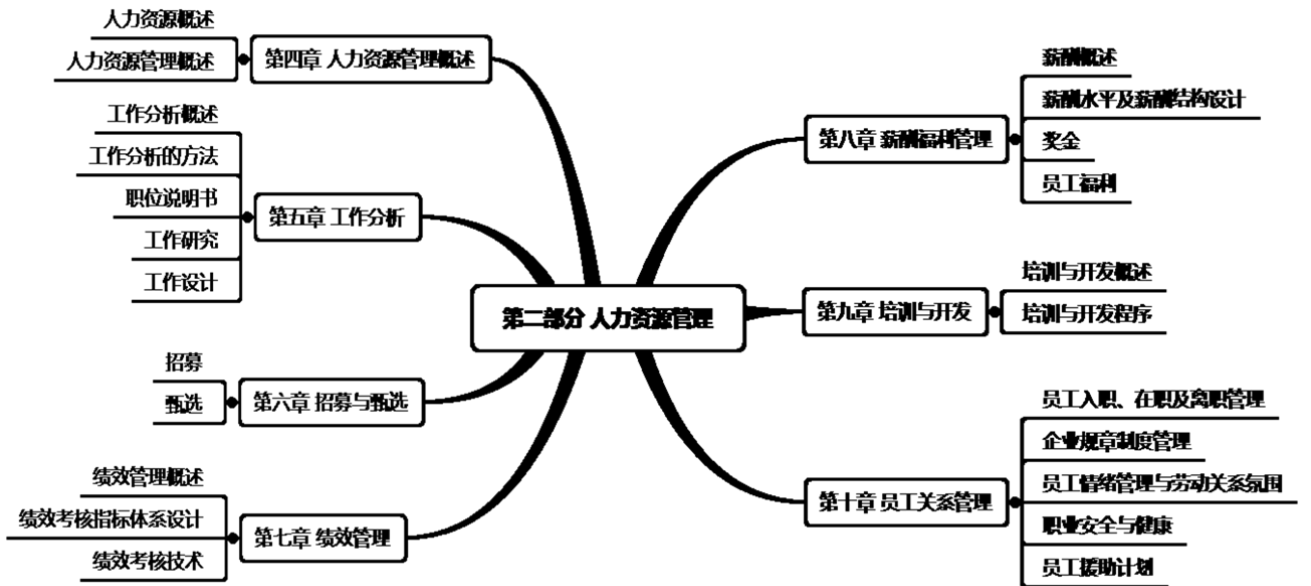 第二部分 人力资源管理
第四章 人力资源管理概述
人力资源概述
人力资源管理概述
第五章 工作分析
工作分析概述
工作分析的方法
职位说明书
工作研究
工作设计
第六章 招募与甄选
招募
甄选
第七章 绩效管理
绩效管理概述
绩效考核指标体系设计
绩效考核技术
第八章 薪酬福利管理
薪酬概述
薪酬水平及薪酬结构设计
奖金
员工福利
第九章 培训与开发
培训与开发概述
培训与开发程序
第十章 员工关系管理
员工入职、在职及离职管理
企业规章制度管理
员工情绪管理与劳动关系氛围
职业安全与健康
员工援助计划